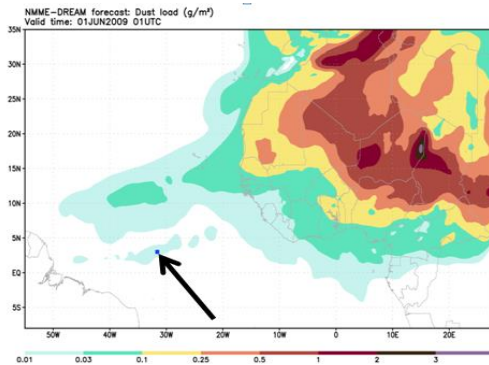 NMME-DREAM forecast: Dust load (g/m²)
Valid time: 01JUN2009 01UTC
35N
30N
25N
20N
15N
10N
5N
EQ
5S
50W 40W 30W 20W 10W 0 10E 20E
0.01 0.03 0.1 0.25 0.5 1 2 3